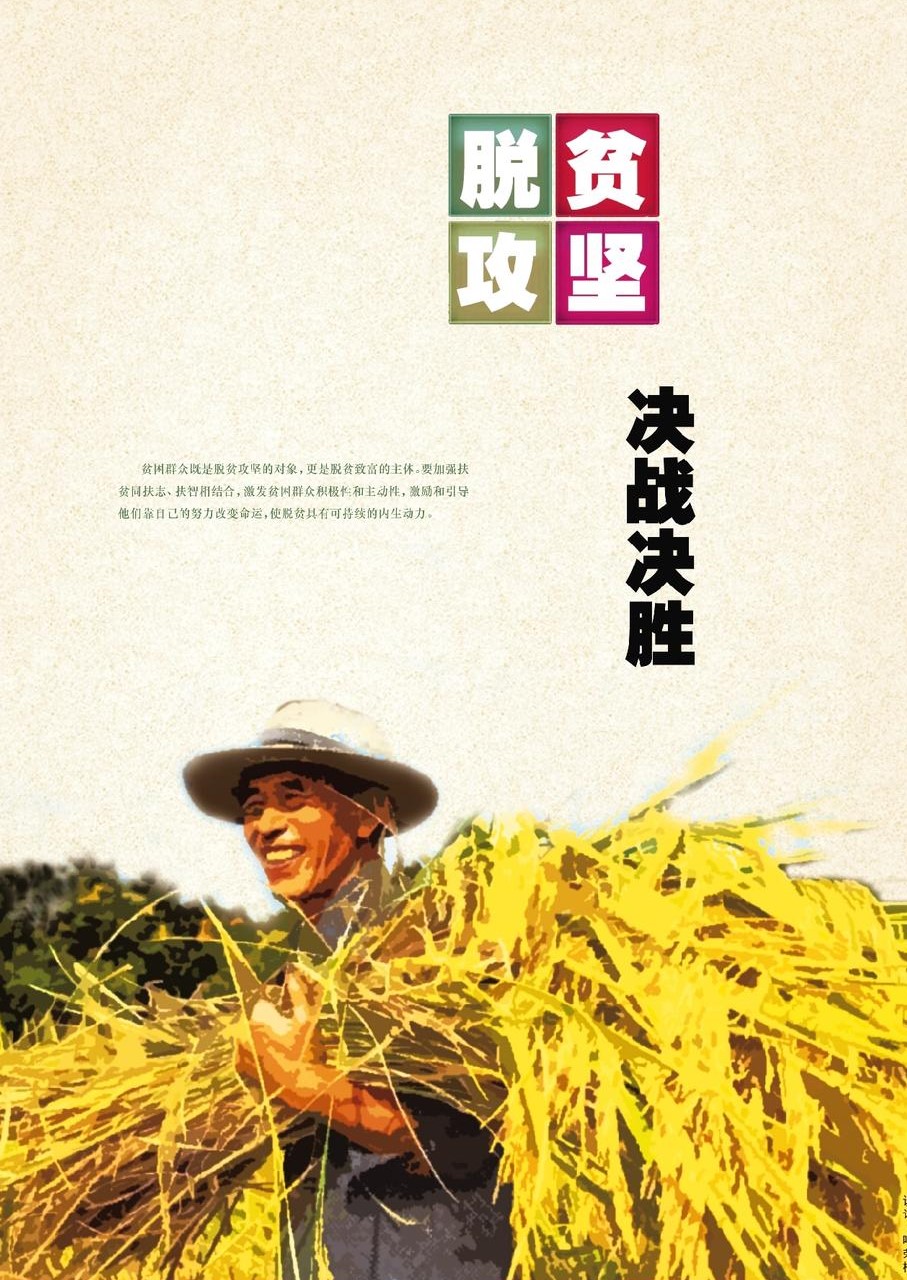 脱贫
攻坚
决战决胜
贫困群众既是脱贫攻坚的对象,更是脱贫致富的主体。要加强扶
贫同扶志、扶智相结合,激发贫困群众积极性和主动性,激励和引导
他们靠自己的努力改变命运,使脱贫具有可持续的内生动力。